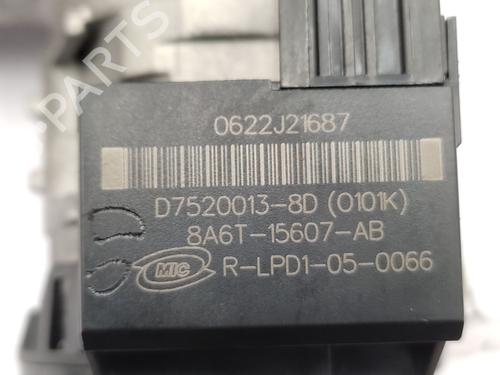 0622J21687
D7520013-8D (0101K)
8A6T-15607-AB
MIC R-LPD1-05-0066
B-PARTS